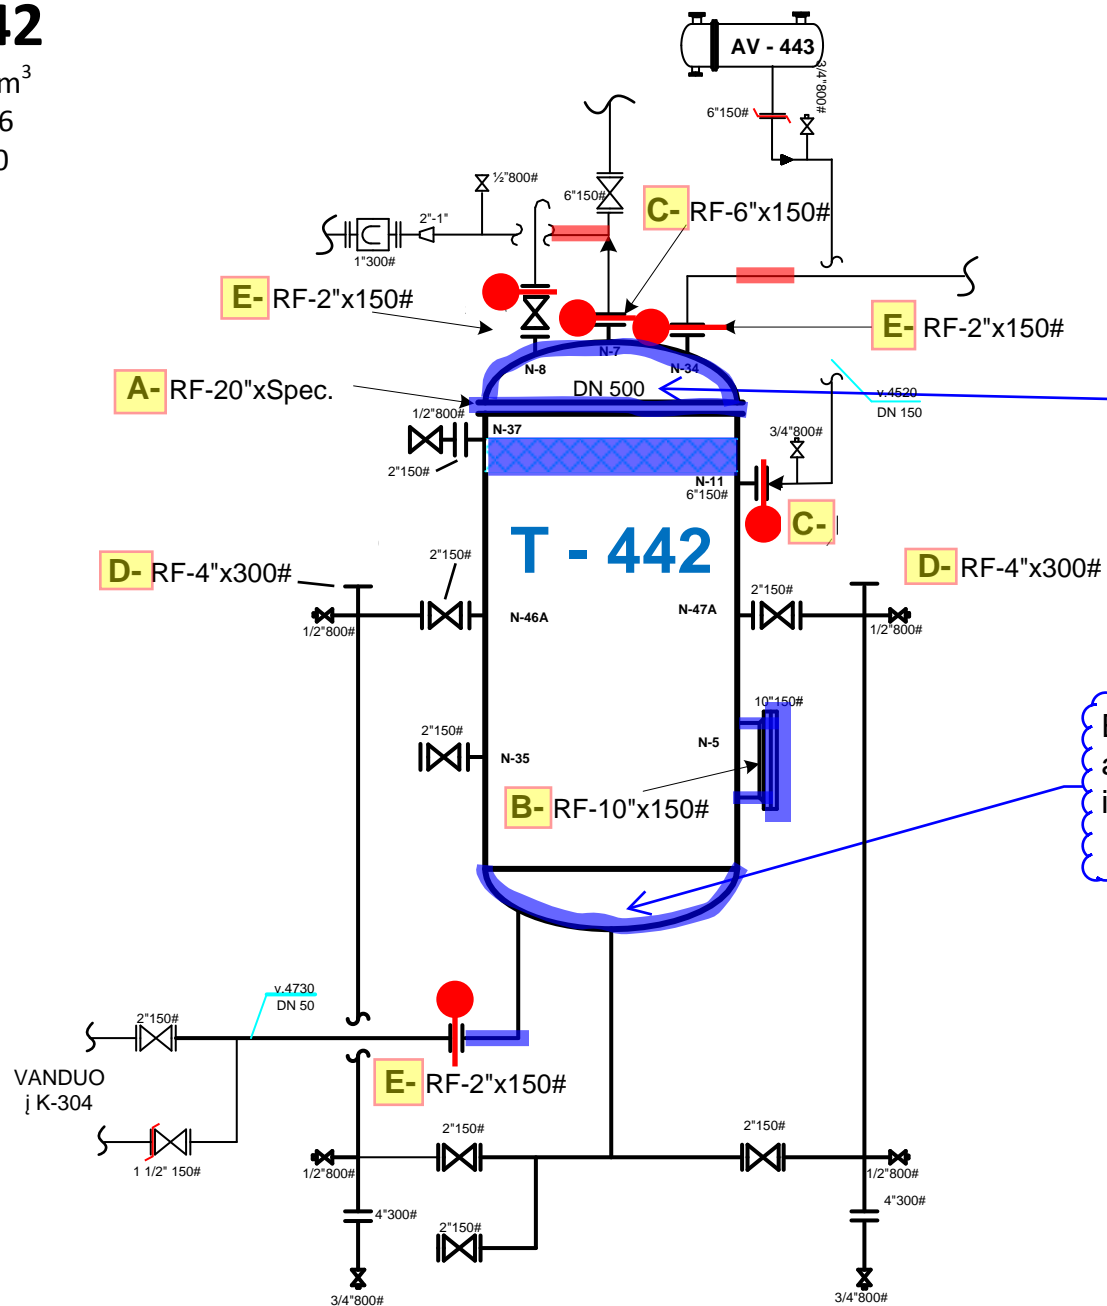 42
m³
6
0
AV - 443
3/4"800#
6"150#
½"800#
6"150#
C- RF-6"x150#
2"-1"
1"300#
E- RF-2"x150#
E- RF-2"x150#
N-7
N-8
N-34
A- RF-20"xSpec.
DN 500
v.4520
DN 150
1/2"800#
N-37
2"150#
3/4"800#
N-11
6"150#
C-
T - 442
D- RF-4"x300#
2"150#
D- RF-4"x300#
2"150#
N-46A
N-47A
1/2"800#
1/2"800#
10"150#
2"150#
N-5
N-35
B- RF-10"x150#
a
i
v.4730
DN 50
2"150#
VANDUO
į K-304
E- RF-2"x150#
1 1/2" 150#
2"150#
2"150#
1/2"800#
1/2"800#
4"300#
4"300#
2"150#
3/4"800#
3/4"800#